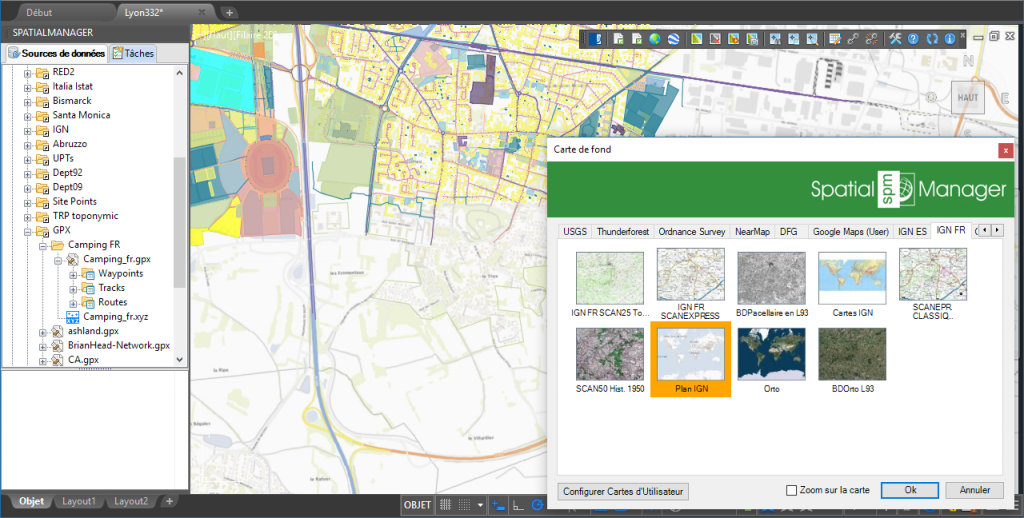 Début
Lyon332*
SPATIALMANAGER
Sources de données
Tâches
RED2
Italia Istat
Bismarck
Santa Monica
IGN
Abruzzo
UPTs
Dept92
Dept09
Site Points
TRP toponymic
GPX
Camping FR
Camping_fr.gpx
Waypoints
Tracks
Routes
Camping_fr.xyz
ashland.gpx
BrianHead-Network.gpx
CA.gpx
[Haut][Filaire 2D]
HAUT
N
E
Carte de fond
Spatial
spm
Manager
USGS
Thunderforest
Ordnance Survey
NearMap
DFG
Google Maps (User)
IGN ES
IGN FR
IGN FR SCAN25 To...
IGN FR
SCANEXPRESS
BDPacellaire en L93
Cartes IGN
SCANEPR.
CLASSIQ...
SCAN50 Hist. 1950
Plan IGN
Orto
BDOrto L93
Configurer Cartes d'Utilisateur
Zoom sur la carte
Ok
Annuler
Objet
Layout1
Layout2
OBJET